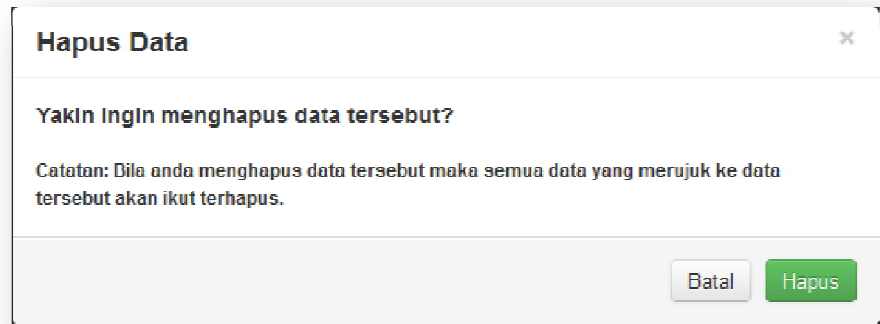 Hapus Data ×
Yakin ingin menghapus data tersebut?
Catatan: Bila anda menghapus data tersebut maka semua data yang merujuk ke data
tersebut akan ikut terhapus.
Batal Hapus